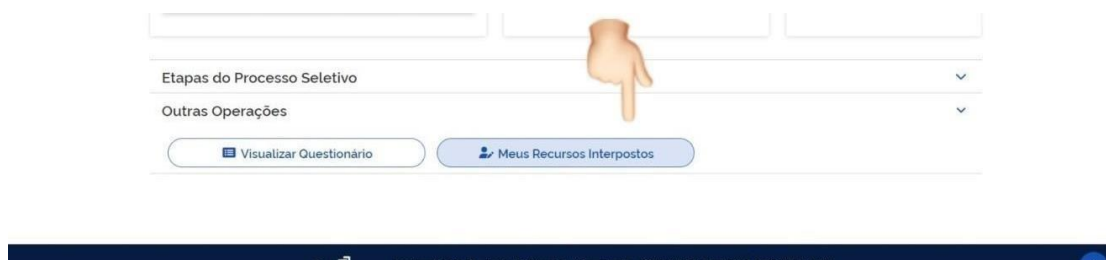 Etapas do Processo Seletivo
Outras Operações
Visualizar Questionário
Meus Recursos Interpostos